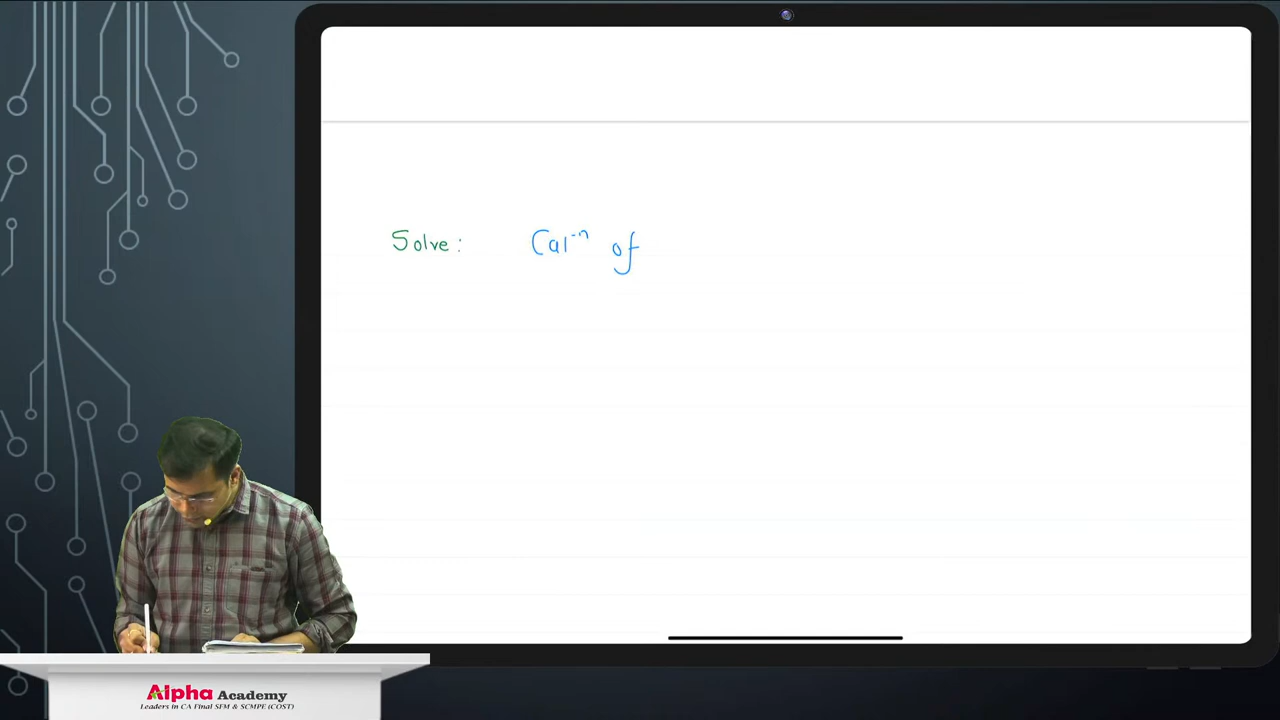 Solve: Cal⁻ⁿ of
Alpha Academy
Leaders in CA Final SFM & SCMPE (COST)